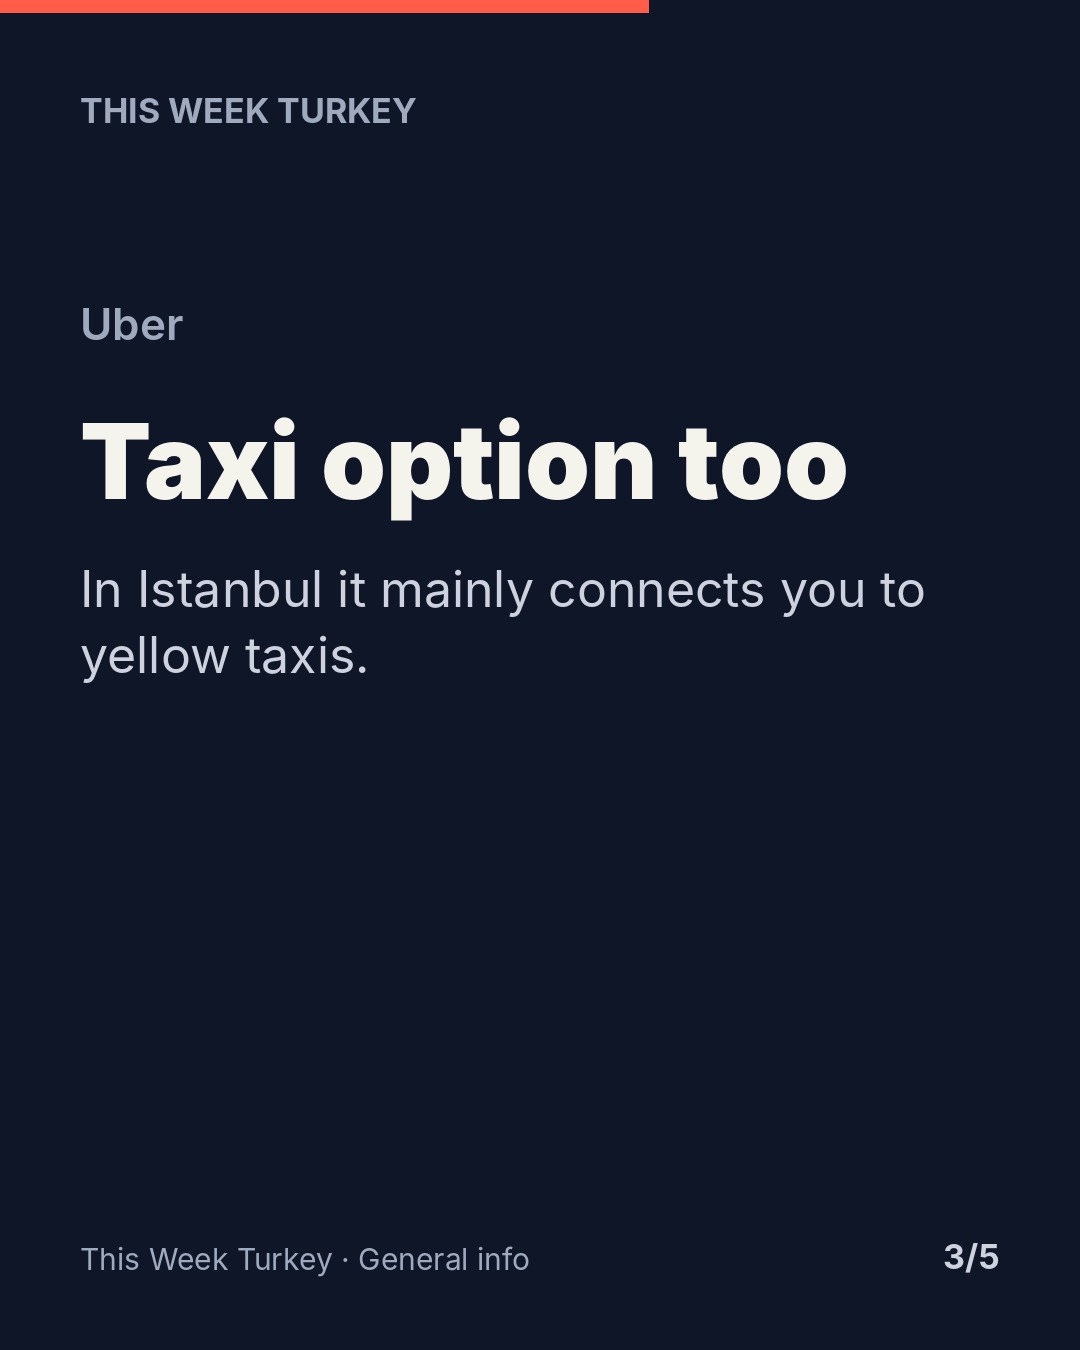 THIS WEEK TURKEY
Uber
Taxi option too
In Istanbul it mainly connects you to
yellow taxis.
This Week Turkey · General info
3/5